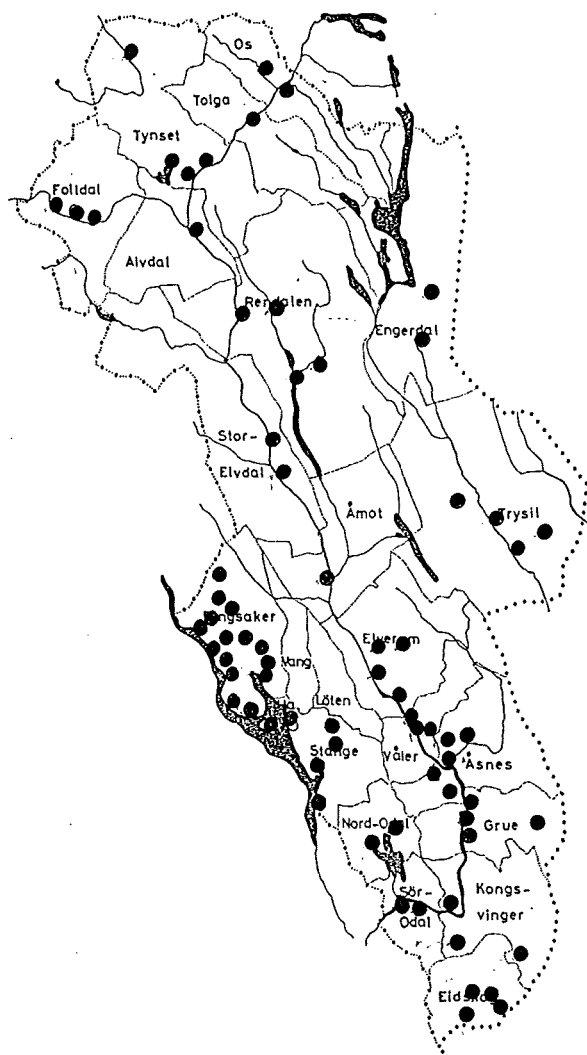 Os
Tolga
Tynset
Folldal
Alvdal
Rendalen
Engerdal
Stor-
Elvdal
Åmot
Trysil
Ringsaker
Elverum
Vang
Löten
Stange
Våler
Åsnes
Nord-Odal
Grue
Sör-
Odal
Kongs-
vinger
Eidskog